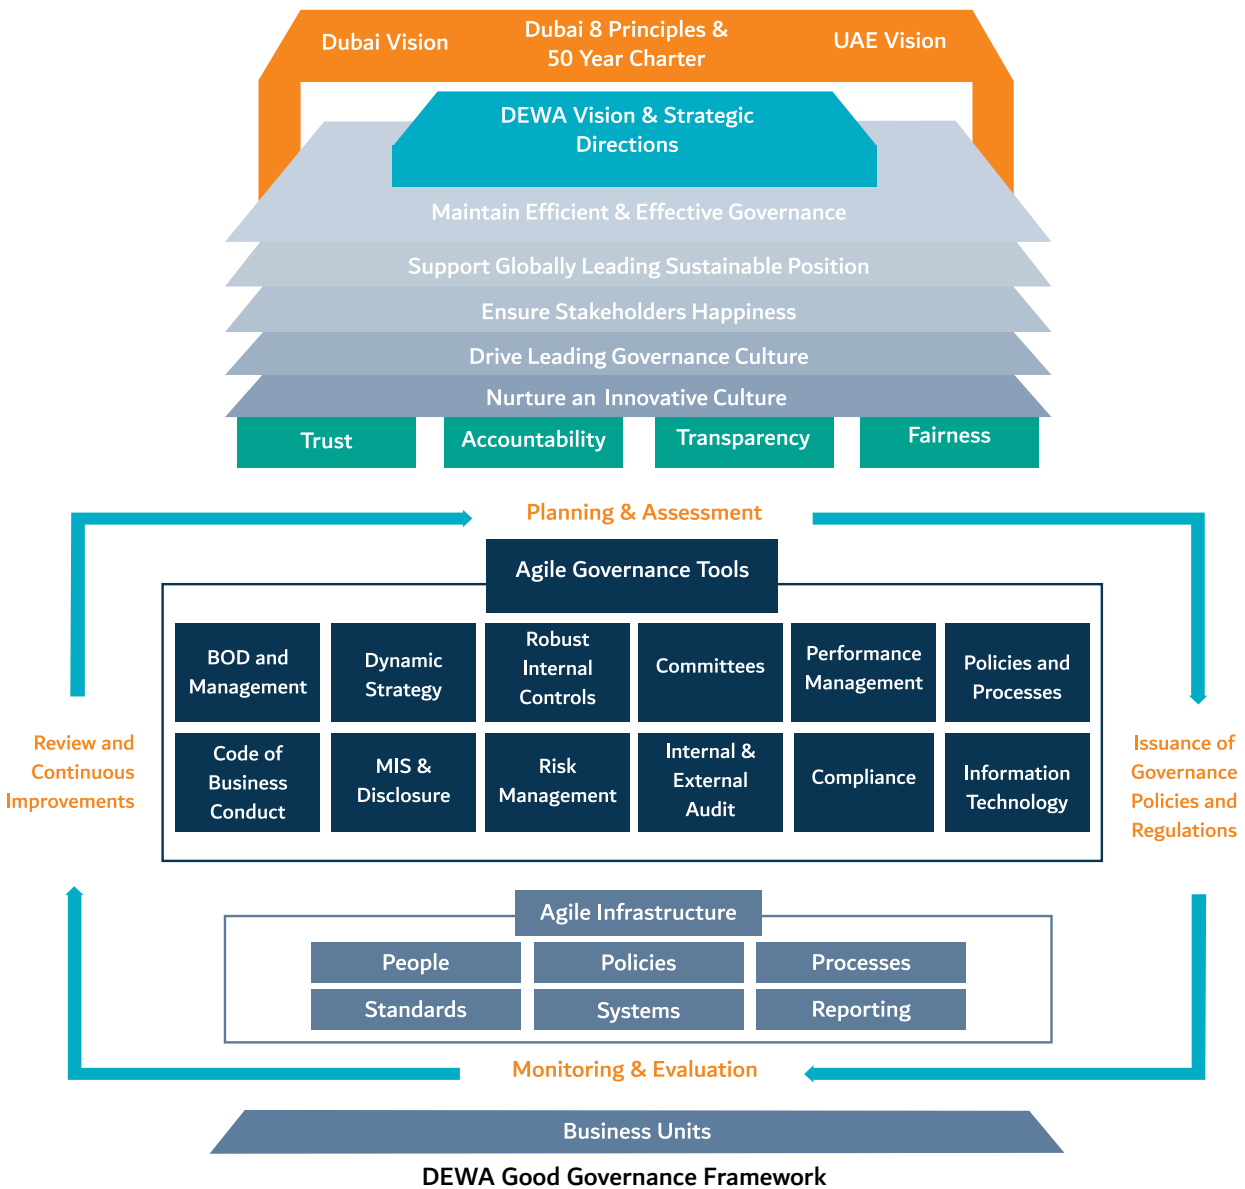 Dubai Vision
Dubai 8 Principles &
50 Year Charter
UAE Vision
DEWA Vision & Strategic
Directions
Maintain Efficient & Effective Governance
Support Globally Leading Sustainable Position
Ensure Stakeholders Happiness
Drive Leading Governance Culture
Nurture an Innovative Culture
Trust
Accountability
Transparency
Fairness
Planning & Assessment
Agile Governance Tools
BOD and
Management
Dynamic
Strategy
Robust
Internal
Controls
Committees
Performance
Management
Policies and
Processes
Code of
Business
Conduct
MIS &
Disclosure
Risk
Management
Internal &
External
Audit
Compliance
Information
Technology
Review and
Continuous
Improvements
Issuance of
Governance
Policies and
Regulations
Agile Infrastructure
People
Policies
Processes
Standards
Systems
Reporting
Monitoring & Evaluation
Business Units
DEWA Good Governance Framework